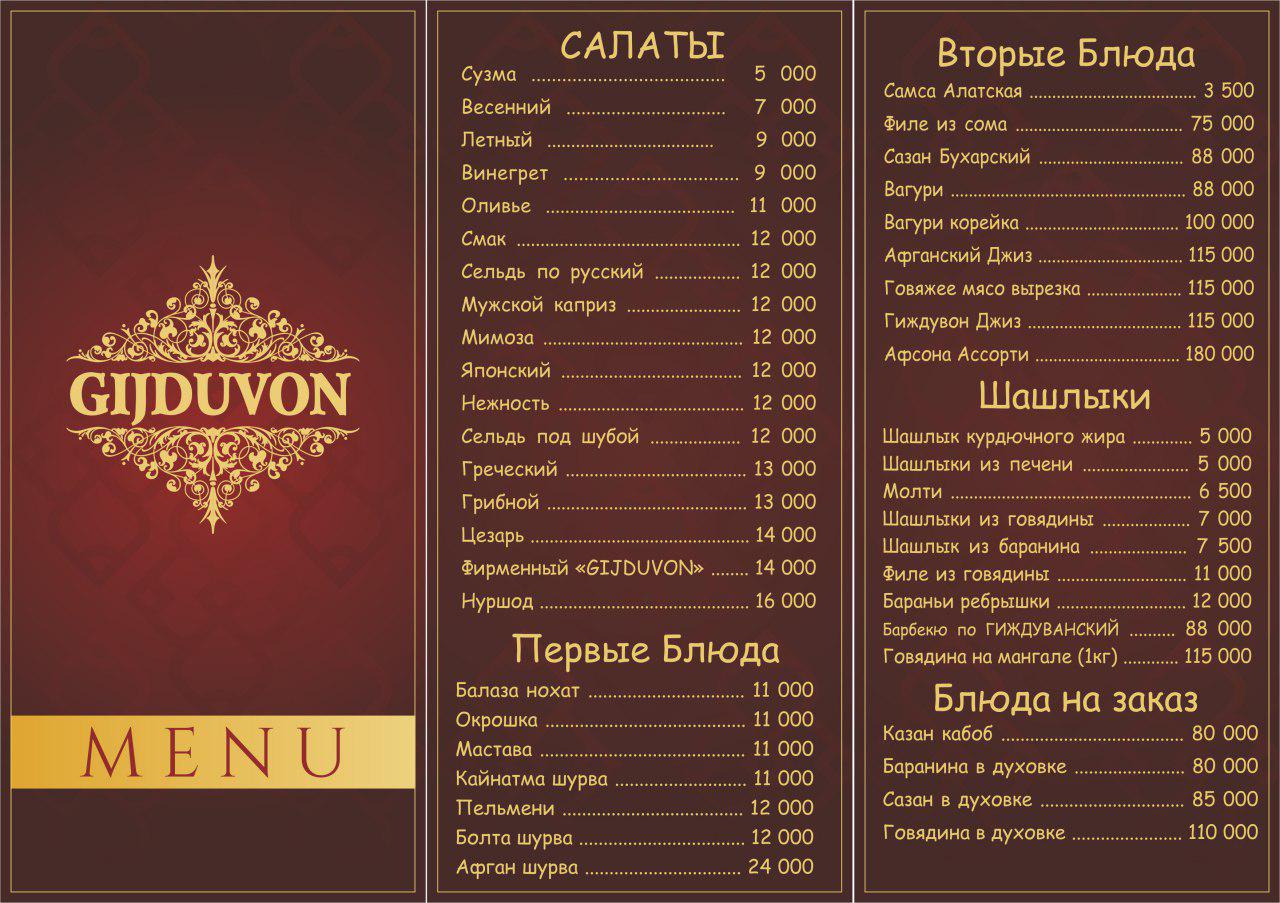 GIJDUVON
MENU
САЛАТЫ
Сузма ..................................... 5 000
Весенний .............................. 7 000
Летный ................................ 9 000
Винегрет ................................. 9 000
Оливье .................................... 11 000
Смак .......................................... 12 000
Сельдь по русский ................ 12 000
Мужской каприз ..................... 12 000
Мимоза ...................................... 12 000
Японский .................................. 12 000
Нежность ................................... 12 000
Сельдь под шубой ................. 12 000
Греческий .................................. 13 000
Грибной ...................................... 13 000
Цезарь ......................................... 14 000
Фирменный «GIJDUVON» ........ 14 000
Нуршод ........................................ 16 000
Первые Блюда
Балаза нохат .............................. 11 000
Окрошка ....................................... 11 000
Мастава ....................................... 11 000
Кайнатма шурва ......................... 11 000
Пельмени .................................. 12 000
Болта шурва ............................... 12 000
Афган шурва .............................. 24 000
Вторые Блюда
Самса Алатская .................................... 3 500
Филе из сома ................................ 75 000
Сазан Бухарский ........................... 88 000
Вагури ............................................. 88 000
Вагури корейка ............................. 100 000
Афганский Джиз ........................... 115 000
Говяжее мясо вырезка .................. 115 000
Гиждувон Джиз ............................. 115 000
Афсона Ассорти ........................... 180 000
Шашлыки
Шашлык курдючного жира ............ 5 000
Шашлыки из печени .................... 5 000
Молти .............................................. 6 500
Шашлыки из говядины ................. 7 000
Шашлык из баранина ................... 7 500
Филе из говядины ........................ 11 000
Бараньи ребрышки ........................ 12 000
Барбекю по ГИЖДУВАНСКИЙ .......... 88 000
Говядина на мангале (1кг) ........... 115 000
Блюда на заказ
Казан кабоб ................................... 80 000
Баранина в духовке ..................... 80 000
Сазан в духовке ........................... 85 000
Говядина в духовке ...................... 110 000